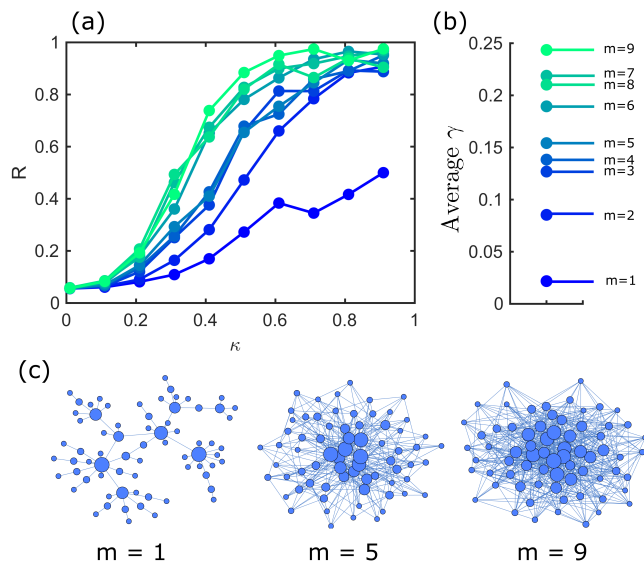 (a)
1
0.8
0.6
0.4
0.2
0
R
0 0.2 0.4 0.6 0.8 1
κ
(b)
0.25
0.2
0.15
0.1
0.05
0
Average γ
m=9
m=7
m=8
m=6
m=5
m=4
m=3
m=2
m=1
(c)
m = 1 m = 5 m = 9